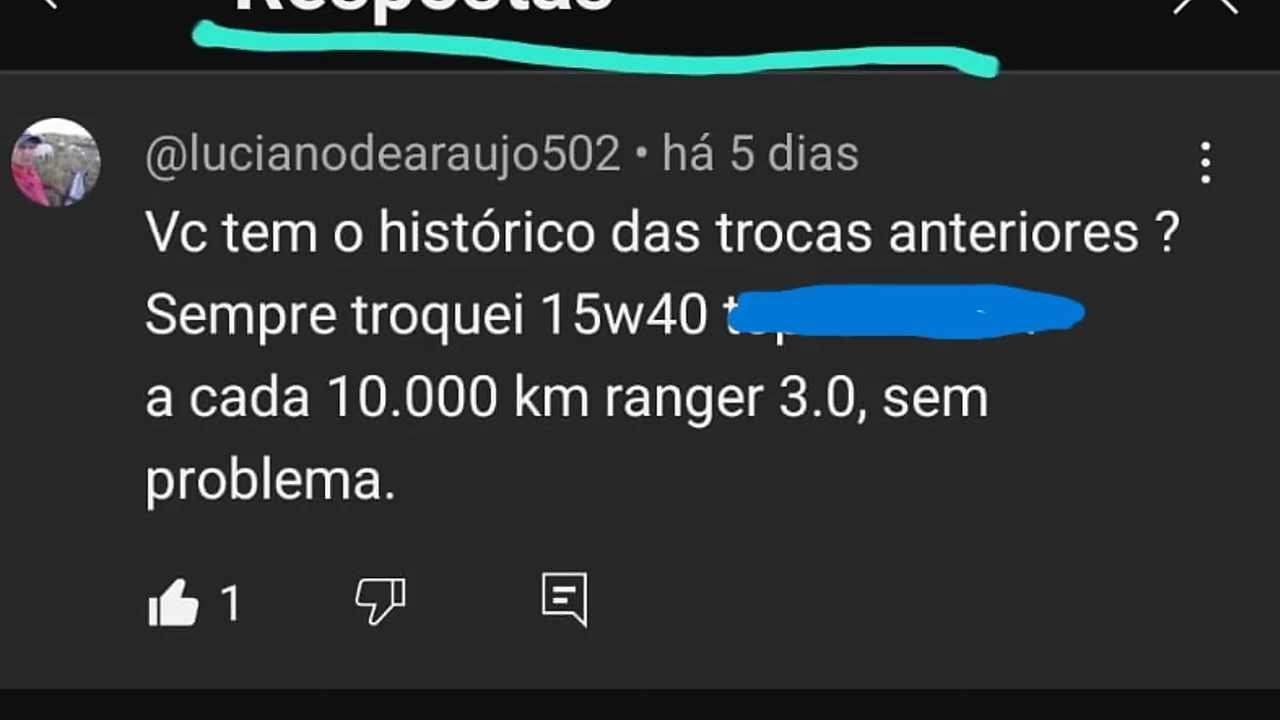 Respostas
@lucianodearaujo502 • há 5 dias
Vc tem o histórico das trocas anteriores ?
Sempre troquei 15w40
a cada 10.000 km ranger 3.0, sem
problema.
1